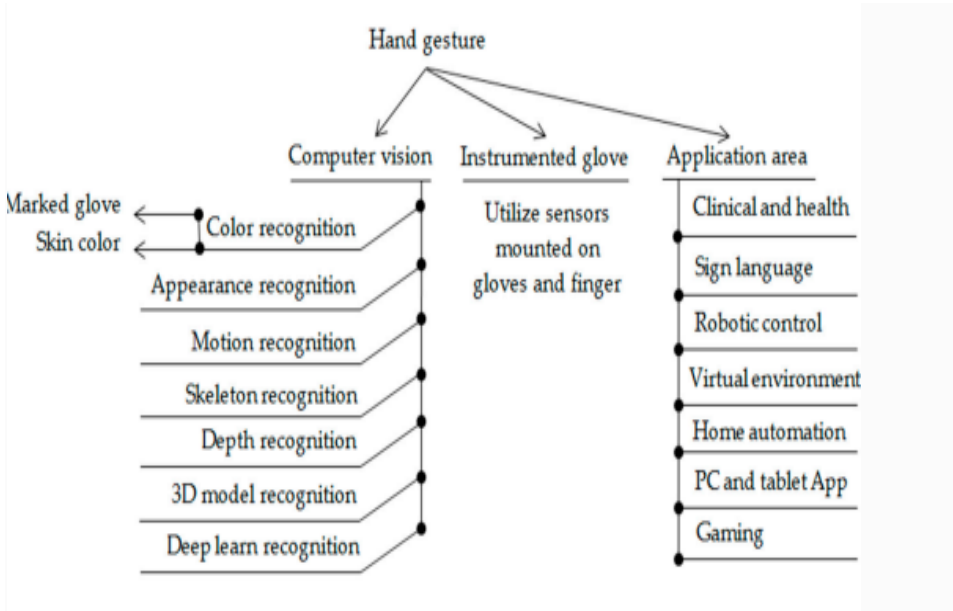 Hand gesture
Computer vision
Instrumented glove
Application area
Marked glove
Skin color
Color recognition
Appearance recognition
Motion recognition
Skeleton recognition
Depth recognition
3D model recognition
Deep learn recognition
Utilize sensors
mounted on
gloves and finger
Clinical and health
Sign language
Robotic control
Virtual environment
Home automation
PC and tablet App
Gaming